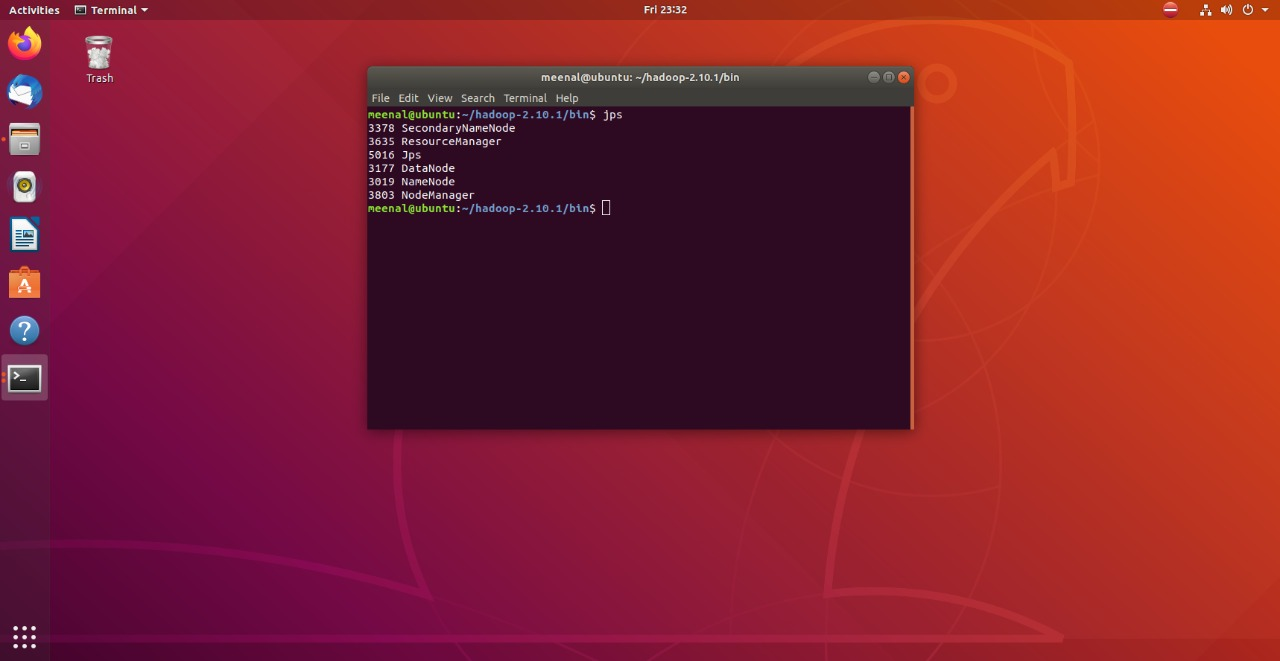 Activities Terminal Fri 23:32
Trash
meenal@ubuntu: ~/hadoop-2.10.1/bin
File Edit View Search Terminal Help
meenal@ubuntu:~/hadoop-2.10.1/bin$ jps
3378 SecondaryNameNode
3635 ResourceManager
5016 Jps
3177 DataNode
3019 NameNode
3803 NodeManager
meenal@ubuntu:~/hadoop-2.10.1/bin$